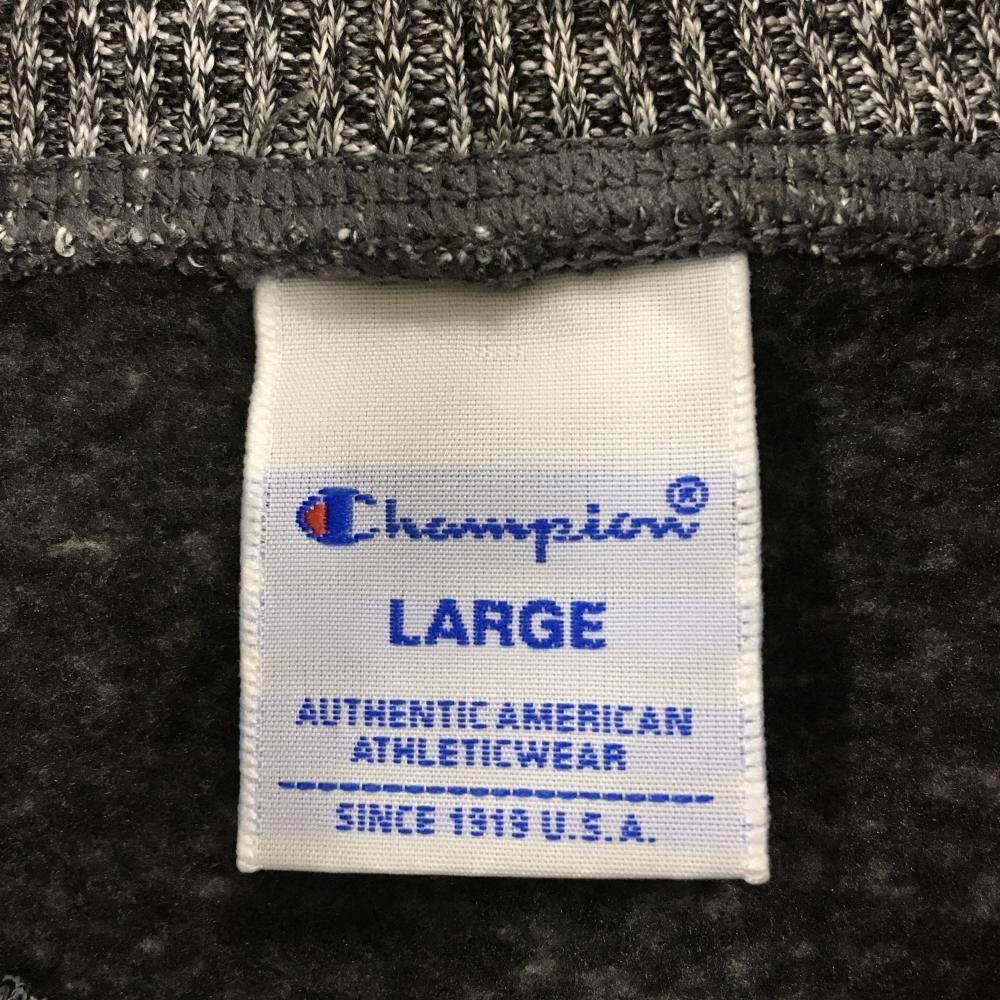 Champion®
LARGE
AUTHENTIC AMERICAN
ATHLETICWEAR
SINCE 1919 U.S.A.